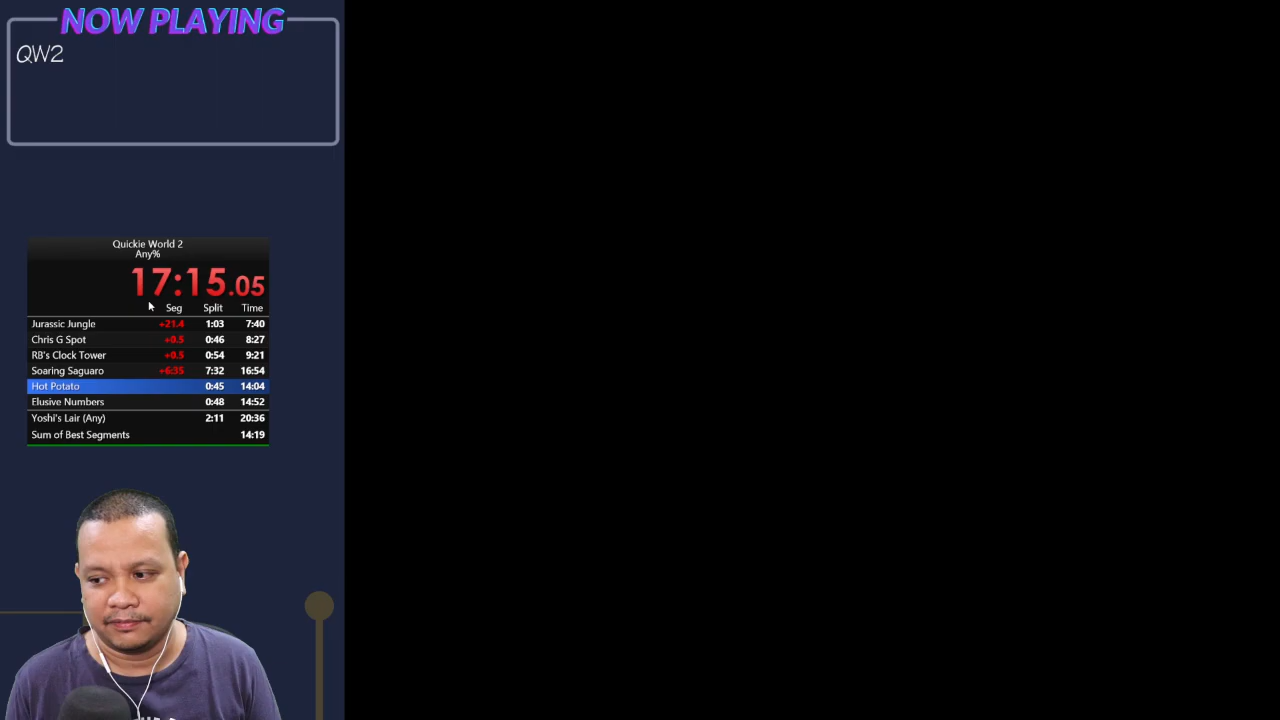 NOW PLAYING
QW2
Quickie World 2
Any%
17:15.05
Seg Split Time
Jurassic Jungle +21.4 1:03 7:40
Chris G Spot +0.5 0:46 8:27
RB's Clock Tower +0.5 0:54 9:21
Soaring Saguaro +6:35 7:32 16:54
Hot Potato 0:45 14:04
Elusive Numbers 0:48 14:52
Yoshi's Lair (Any) 2:11 20:36
Sum of Best Segments 14:19